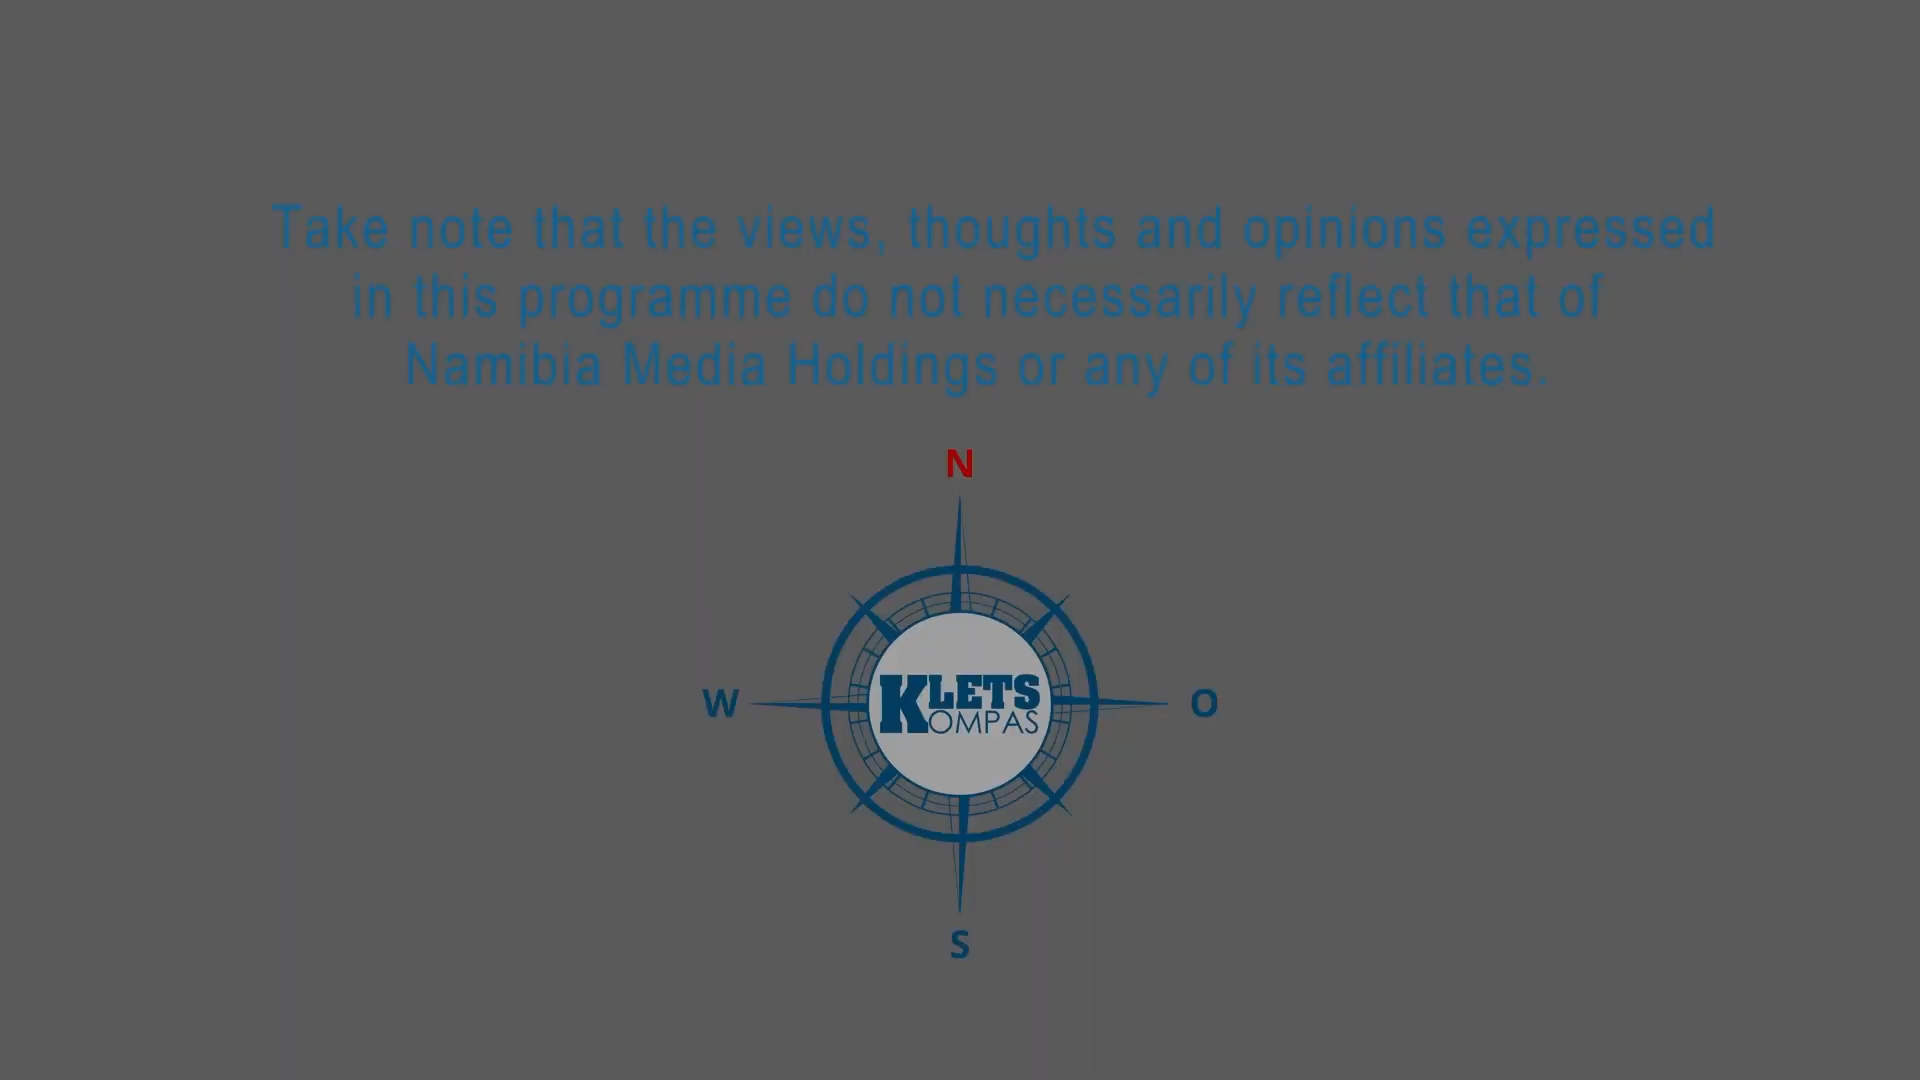 Take note that the views, thoughts and opinions expressed
in this programme do not necessarily reflect that of
Namibia Media Holdings or any of its affiliates.
N
W
KLETS
KOMPAS
O
S